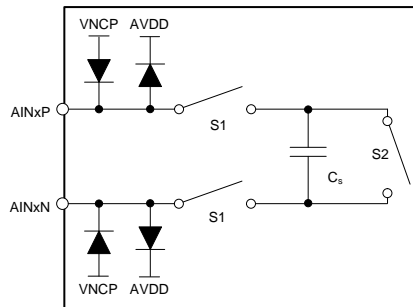 VNCP AVDD
AINxP
S1
S2
Cs
AINxN
S1
VNCP AVDD